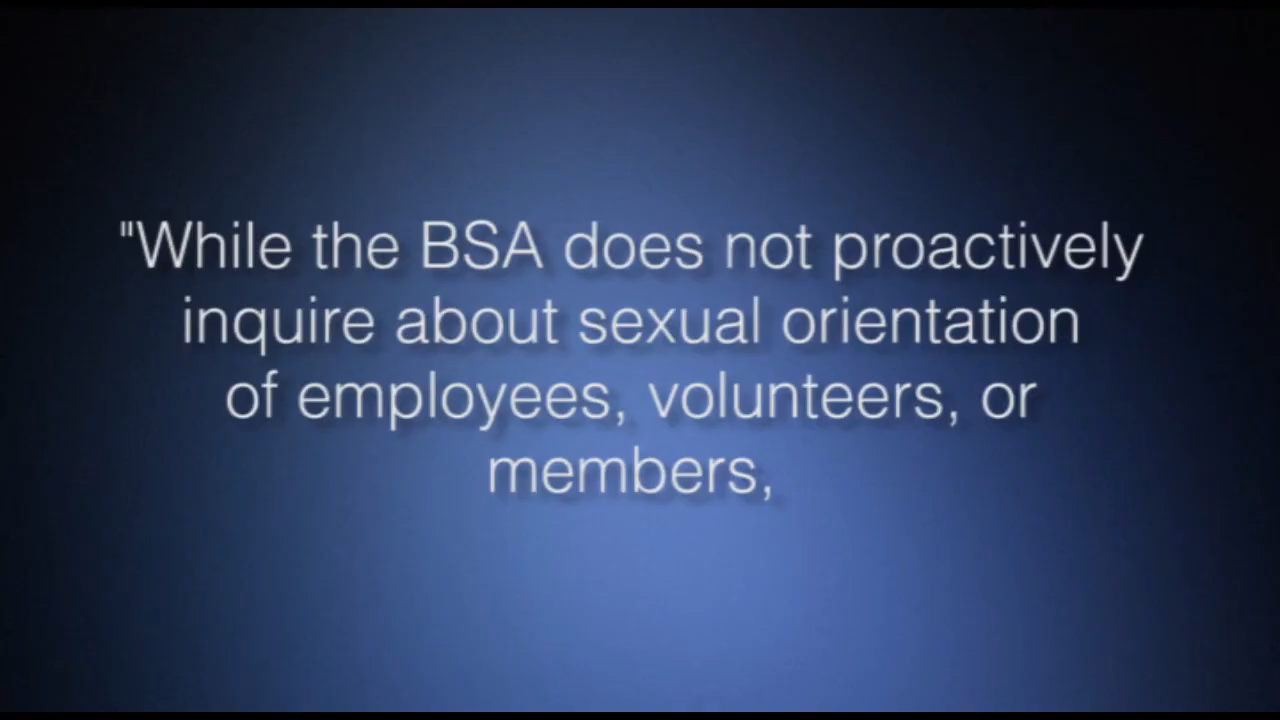 "While the BSA does not proactively
inquire about sexual orientation
of employees, volunteers, or
members,